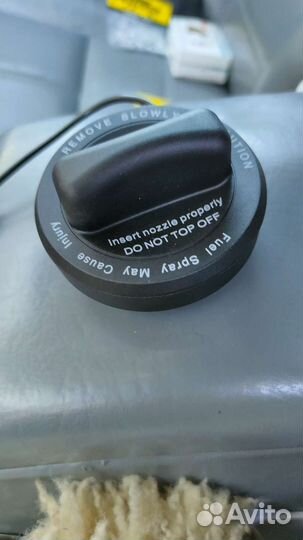 REMOVE SLOWLY
Insert nozzle properly
DO NOT TOP OFF
Fuel Spray May Cause Injury
Avito